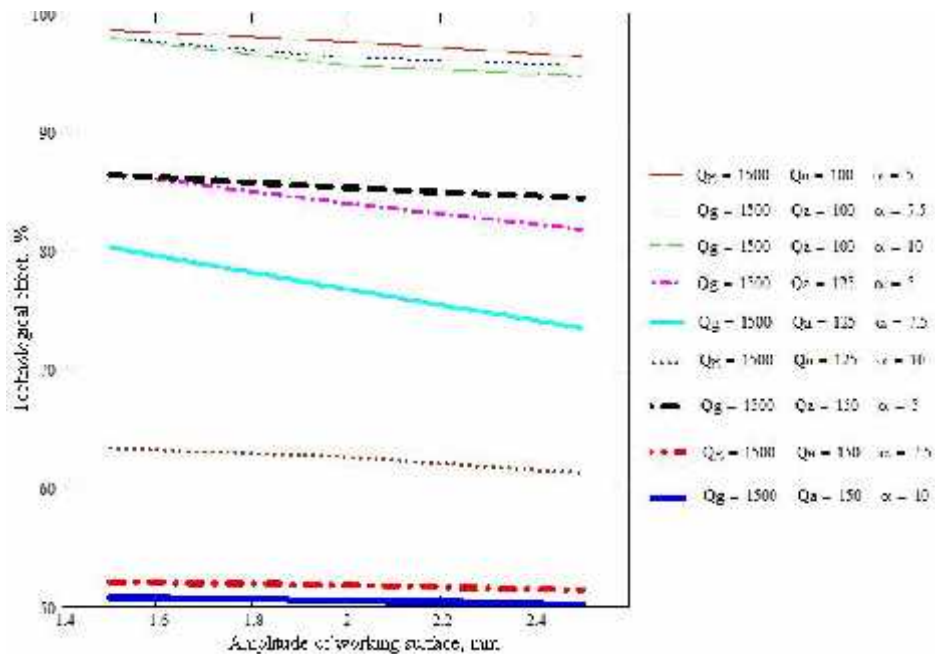 100
90
80
70
60
50
1.4
1.6
1.8
2
2.2
2.4
Technological effect, %
Amplitude of working surface, mm
Qg = 1500 Qa = 100 α = 5
Qg = 1500 Qa = 100 α = 7.5
Qg = 1500 Qa = 100 α = 10
Qg = 1500 Qa = 125 α = 5
Qg = 1500 Qa = 125 α = 7.5
Qg = 1500 Qa = 125 α = 10
Qg = 1500 Qa = 150 α = 5
Qg = 1500 Qa = 150 α = 7.5
Qg = 1500 Qa = 150 α = 10